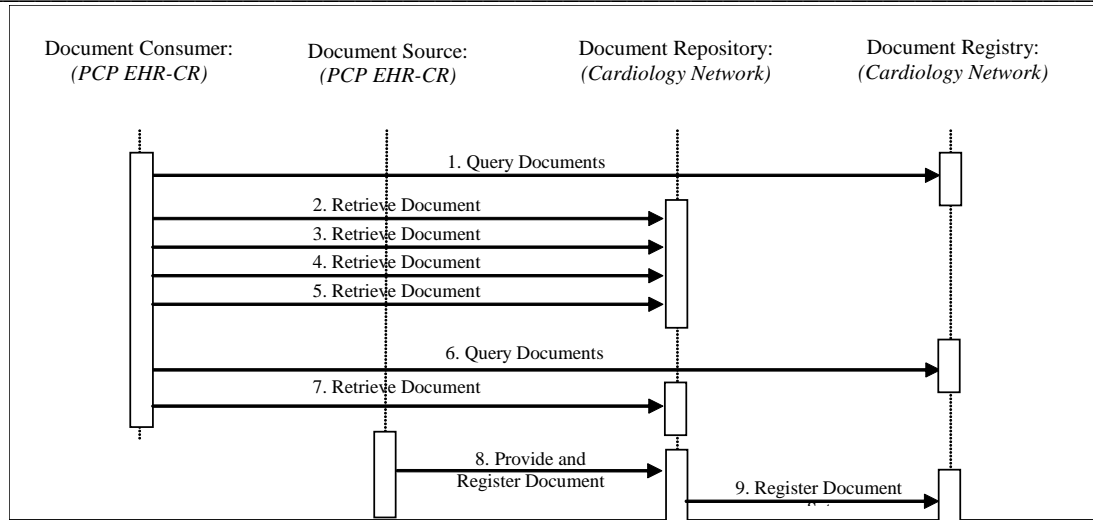 Document Consumer:
(PCP EHR-CR)
Document Source:
(PCP EHR-CR)
Document Repository:
(Cardiology Network)
Document Registry:
(Cardiology Network)
1. Query Documents
2. Retrieve Document
3. Retrieve Document
4. Retrieve Document
5. Retrieve Document
6. Query Documents
7. Retrieve Document
8. Provide and
Register Document
9. Register Document